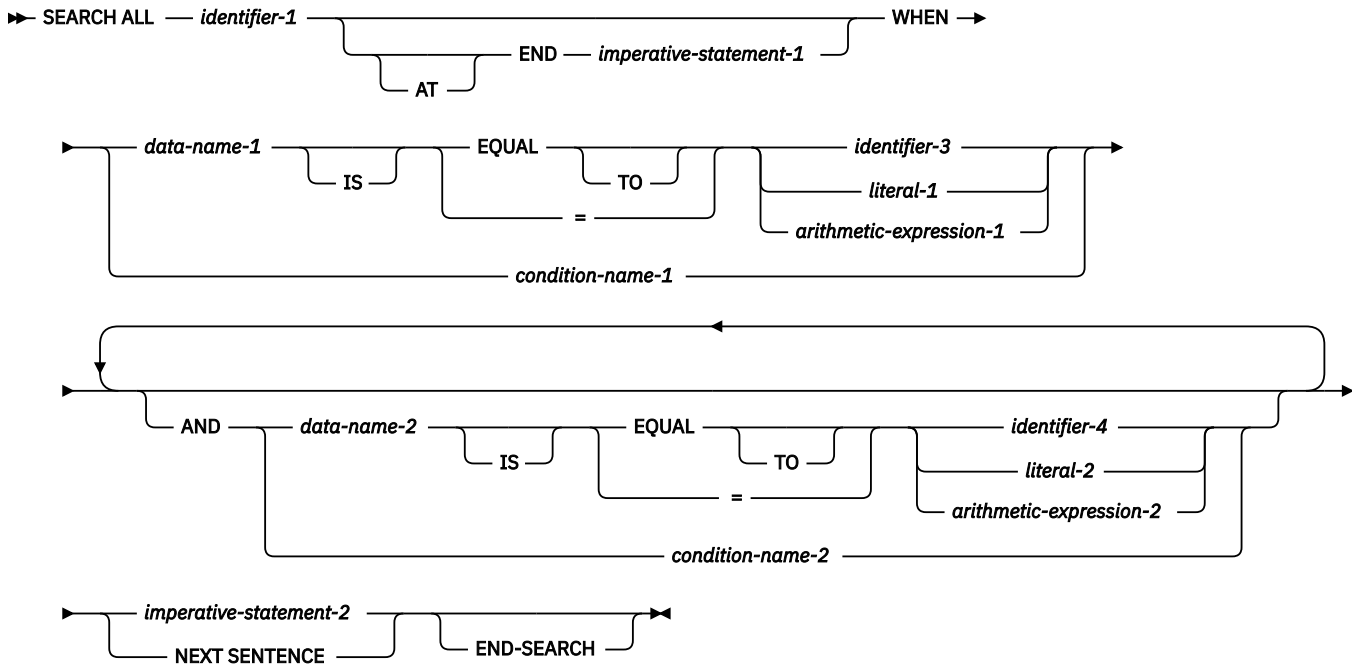 SEARCH ALL identifier-1 WHEN
END imperative-statement-1
AT
data-name-1 EQUAL identifier-3
IS TO literal-1
=
arithmetic-expression-1
condition-name-1
AND data-name-2 EQUAL identifier-4
IS TO literal-2
=
arithmetic-expression-2
condition-name-2
imperative-statement-2
NEXT SENTENCE END-SEARCH